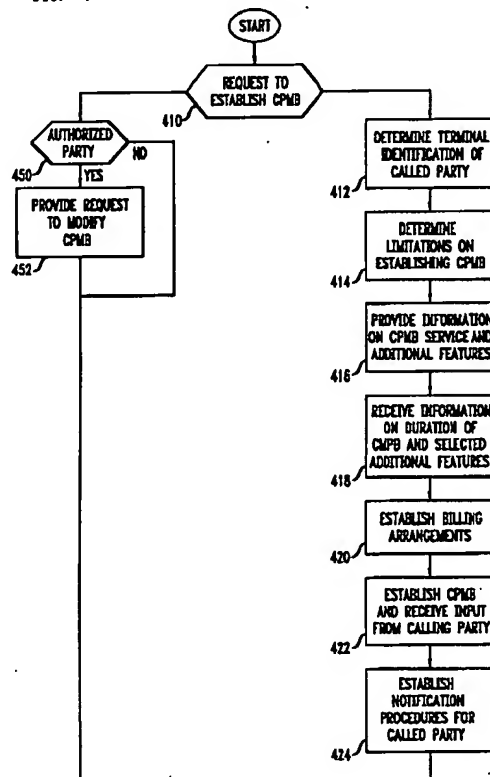 START
REQUEST TO
ESTABLISH CPMB
410
AUTHORIZED
PARTY
NO
450
YES
PROVIDE REQUEST
TO MODIFY
CPMB
452
DETERMINE TERMINAL
IDENTIFICATION OF
CALLED PARTY
412
DETERMINE
LIMITATIONS ON
ESTABLISHING CPMB
414
PROVIDE INFORMATION
ON CPMB SERVICE AND
ADDITIONAL FEATURES
416
RECEIVE INFORMATION
ON DURATION OF
CMPB AND SELECTED
ADDITIONAL FEATURES
418
ESTABLISH BILLING
ARRANGEMENTS
420
ESTABLISH CPMB
AND RECEIVE INPUT
FROM CALLING PARTY
422
ESTABLISH
NOTIFICATION
PROCEDURES FOR
CALLED PARTY
424